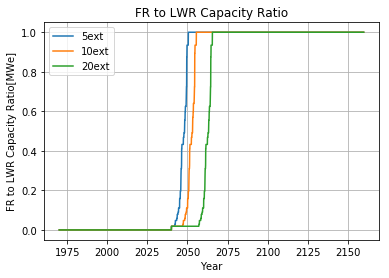 FR to LWR Capacity Ratio
5ext
10ext
20ext
FR to LWR Capacity Ratio[MWe]
1.0
0.8
0.6
0.4
0.2
0.0
1975 2000 2025 2050 2075 2100 2125 2150
Year